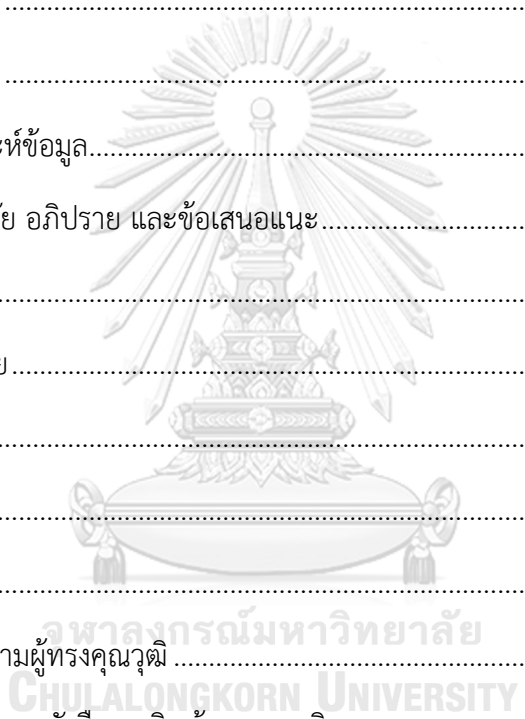 ...............................................................................
...............................................................................
ะห์ข้อมูล...............................................................................
ัย อภิปราย และข้อเสนอแนะ...............................................................................
...............................................................................
ย...............................................................................
...............................................................................
...............................................................................
...............................................................................
จุฬาลงกรณ์มหาวิทยาลัย
ามผู้ทรงคุณวุฒิ...............................................................................
CHULALONGKORN UNIVERSITY